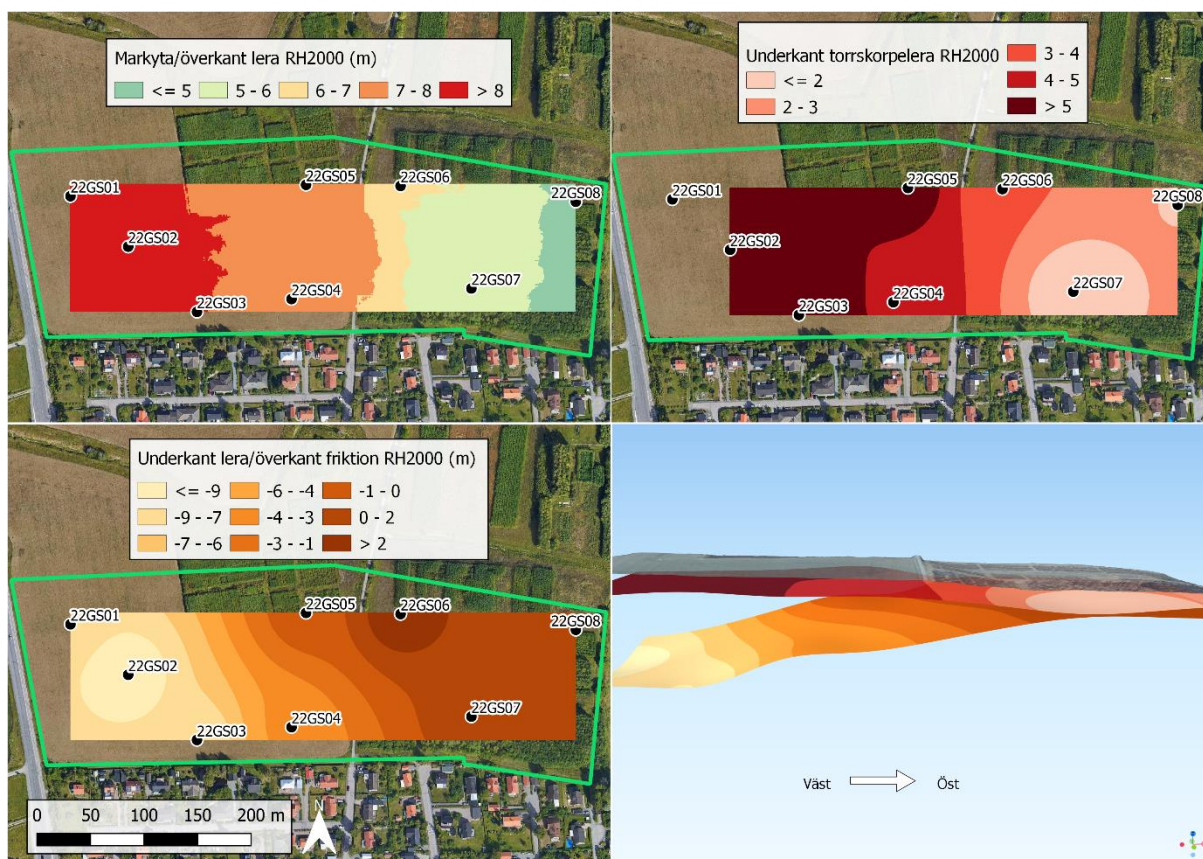 Markyta/överkant lera RH2000 (m)
<= 5 5 - 6 6 - 7 7 - 8 > 8
22GS01
22GS05
22GS06
22GS08
22GS02
22GS03
22GS04
22GS07
Underkant torrskorpelera RH2000
<= 2
2 - 3
3 - 4
4 - 5
> 5
22GS01
22GS05
22GS06
22GS08
22GS02
22GS03
22GS04
22GS07
Underkant lera/överkant friktion RH2000 (m)
<= -9 -6 - -4 -1 - 0
-9 - -7 -4 - -3 0 - 2
-7 - -6 -3 - -1 > 2
22GS01
22GS05
22GS06
22GS08
22GS02
22GS03
22GS04
22GS07
0 50 100 150 200 m
N
Väst Öst